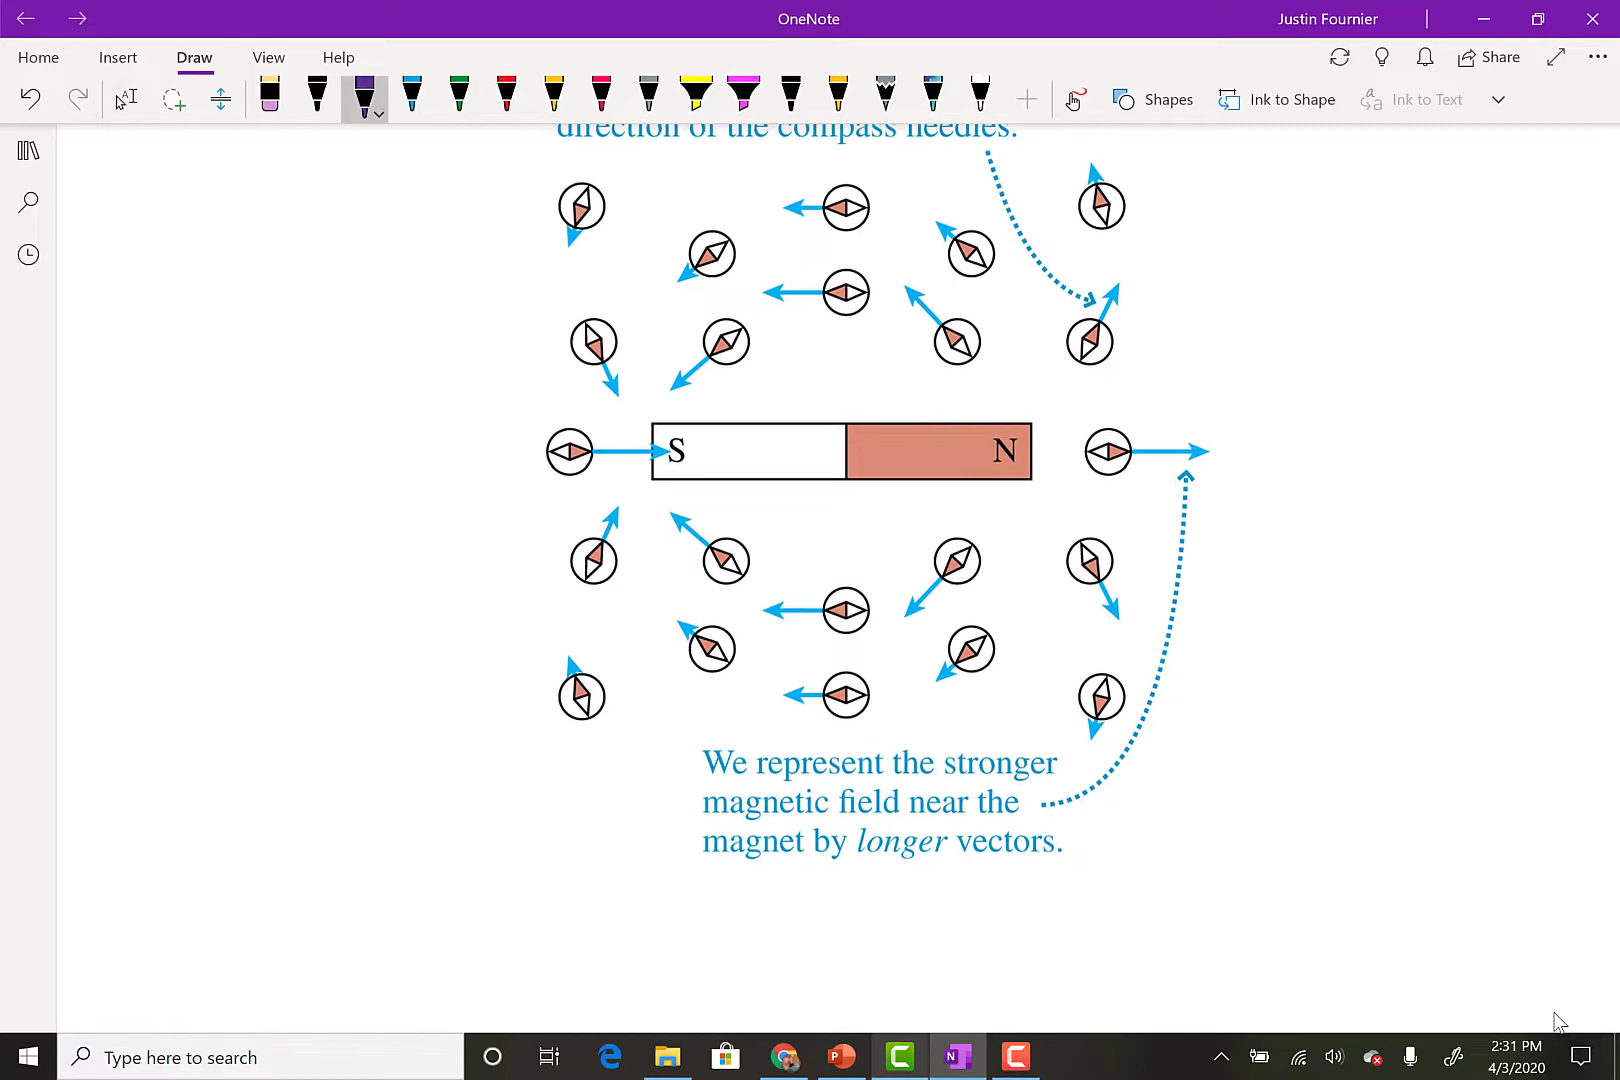 OneNote
Justin Fournier
Home Insert Draw View Help
Share
Shapes
Ink to Shape
Ink to Text
direction of the compass needles.
S
N
We represent the stronger
magnetic field near the
magnet by longer vectors.
Type here to search
2:31 PM
4/3/2020